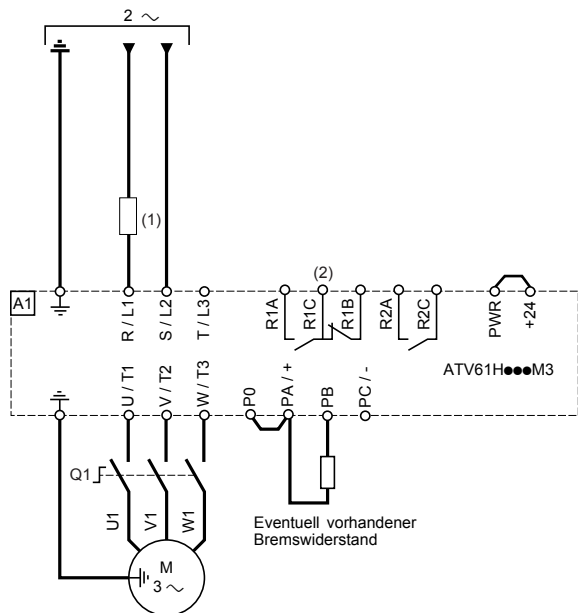 2 ~
(1)
(2)
A1
R / L1
S / L2
T / L3
R1A
R1C
R1B
R2A
R2C
PWR
+24
ATV61H●●●M3
U / T1
V / T2
W / T3
P0
PA / +
PB
PC / -
Q1
U1
V1
W1
Eventuell vorhandener
Bremswiderstand
M
3 ~